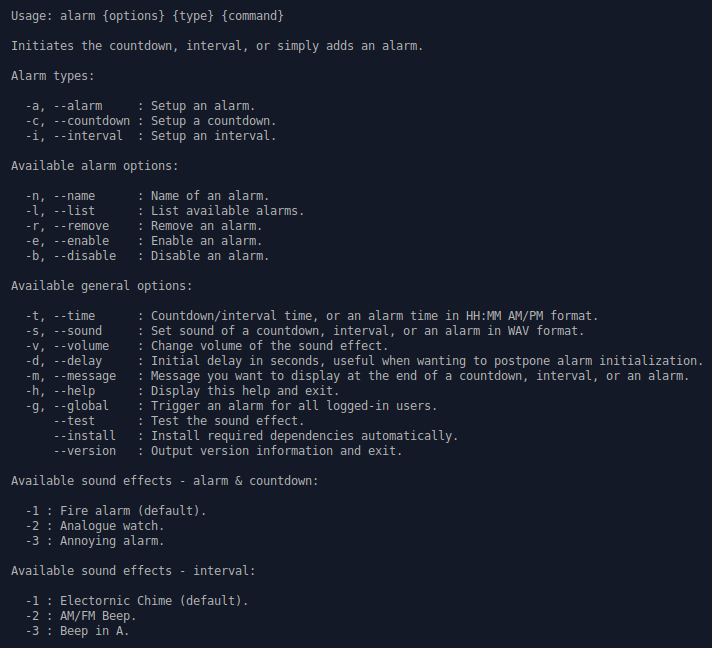 Usage: alarm {options} {type} {command}
Initiates the countdown, interval, or simply adds an alarm.
Alarm types:
-a, --alarm : Setup an alarm.
-c, --countdown : Setup a countdown.
-i, --interval : Setup an interval.
Available alarm options:
-n, --name : Name of an alarm.
-l, --list : List available alarms.
-r, --remove : Remove an alarm.
-e, --enable : Enable an alarm.
-b, --disable : Disable an alarm.
Available general options:
-t, --time : Countdown/interval time, or an alarm time in HH:MM AM/PM format.
-s, --sound : Set sound of a countdown, interval, or an alarm in WAV format.
-v, --volume : Change volume of the sound effect.
-d, --delay : Initial delay in seconds, useful when wanting to postpone alarm initialization.
-m, --message : Message you want to display at the end of a countdown, interval, or an alarm.
-h, --help : Display this help and exit.
-g, --global : Trigger an alarm for all logged-in users.
--test : Test the sound effect.
--install : Install required dependencies automatically.
--version : Output version information and exit.
Available sound effects - alarm & countdown:
-1 : Fire alarm (default).
-2 : Analogue watch.
-3 : Annoying alarm.
Available sound effects - interval:
-1 : Electornic Chime (default).
-2 : AM/FM Beep.
-3 : Beep in A.